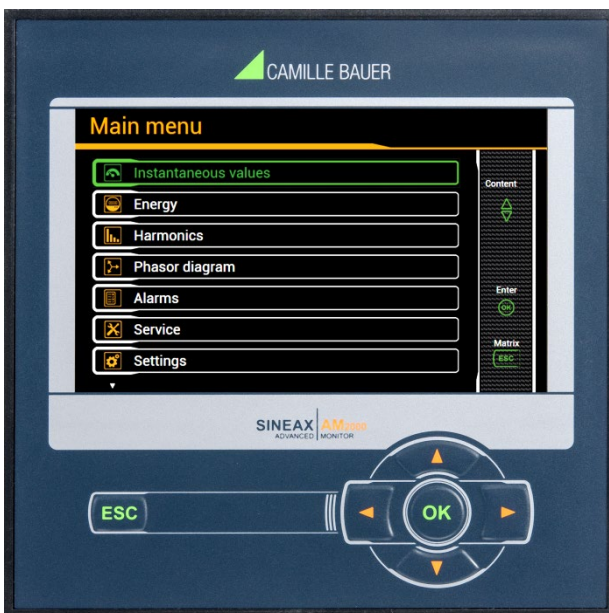 CAMILLE BAUER
Main menu
Instantaneous values
Content
Energy
Harmonics
Phasor diagram
Alarms
Enter
OK
Service
Matrix
ESC
Settings
SINEAX AM2000
ADVANCED MONITOR
ESC
OK